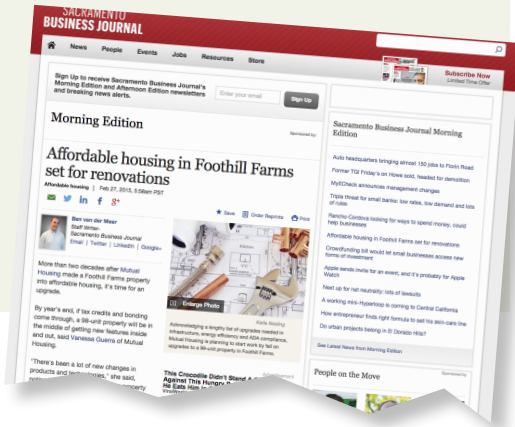 SACRAMENTO
BUSINESS JOURNAL
News People Events Jobs Resources Store
Subscribe Now
Limited Time Offer
Sign Up to receive Sacramento Business Journal's
Morning Edition and Afternoon Edition newsletters
and breaking news alerts.
Enter your email
Sign Up
Morning Edition
Sponsored by
Affordable housing in Foothill Farms
set for renovations
Affordable housing | Feb 27, 2015, 5:58am PST
Save Order Reprints Print
Ben van der Meer
Staff Writer-
Sacramento Business Journal
Email | Twitter | LinkedIn | Google+
More than two decades after Mutual
Housing made a Foothill Farms property
into affordable housing, it's time for an
upgrade.
By year's end, if tax credits and bonding
come through, a 98-unit property will be in
the middle of getting new features inside
and out, said Vanessa Guerra of Mutual
Housing.
"There's been a lot of new changes in
products and technologies," she said,
property
Enlarge Photo
Acknowledging a lengthy list of upgrades needed in
infrastructure, energy efficiency and ADA compliance,
Mutual Housing is planning to start work by fall on
upgrades to a 98-unit property in Foothill Farms.
Advertisement
This Crocodile Didn't Stand A
Against This Hungry
He Eats Him In
Sacramento Business Journal Morning
Edition
Auto headquarters bringing almost 150 jobs to Florin Road
Former TGI Friday's on Howe sold, headed for demolition
MyECheck announces management changes
Triple threat for small banks: low rates, low demand and lots
of rules
Rancho Cordova looking for ways to spend money, could
help businesses
Affordable housing in Foothill Farms set for renovations
Crowdfunding bill would let small businesses access new
forms of investment
Apple sends invite for an event, and it's probably for Apple
Watch
Next up for net neutrality: lots of lawsuits
A working mini-Hyperloop is coming to Central California
How entrepreneur finds right formula to sell his skin-care line
Do urban projects belong in El Dorado Hills?
See Latest News from Morning Edition
People on the Move
Sponsored by